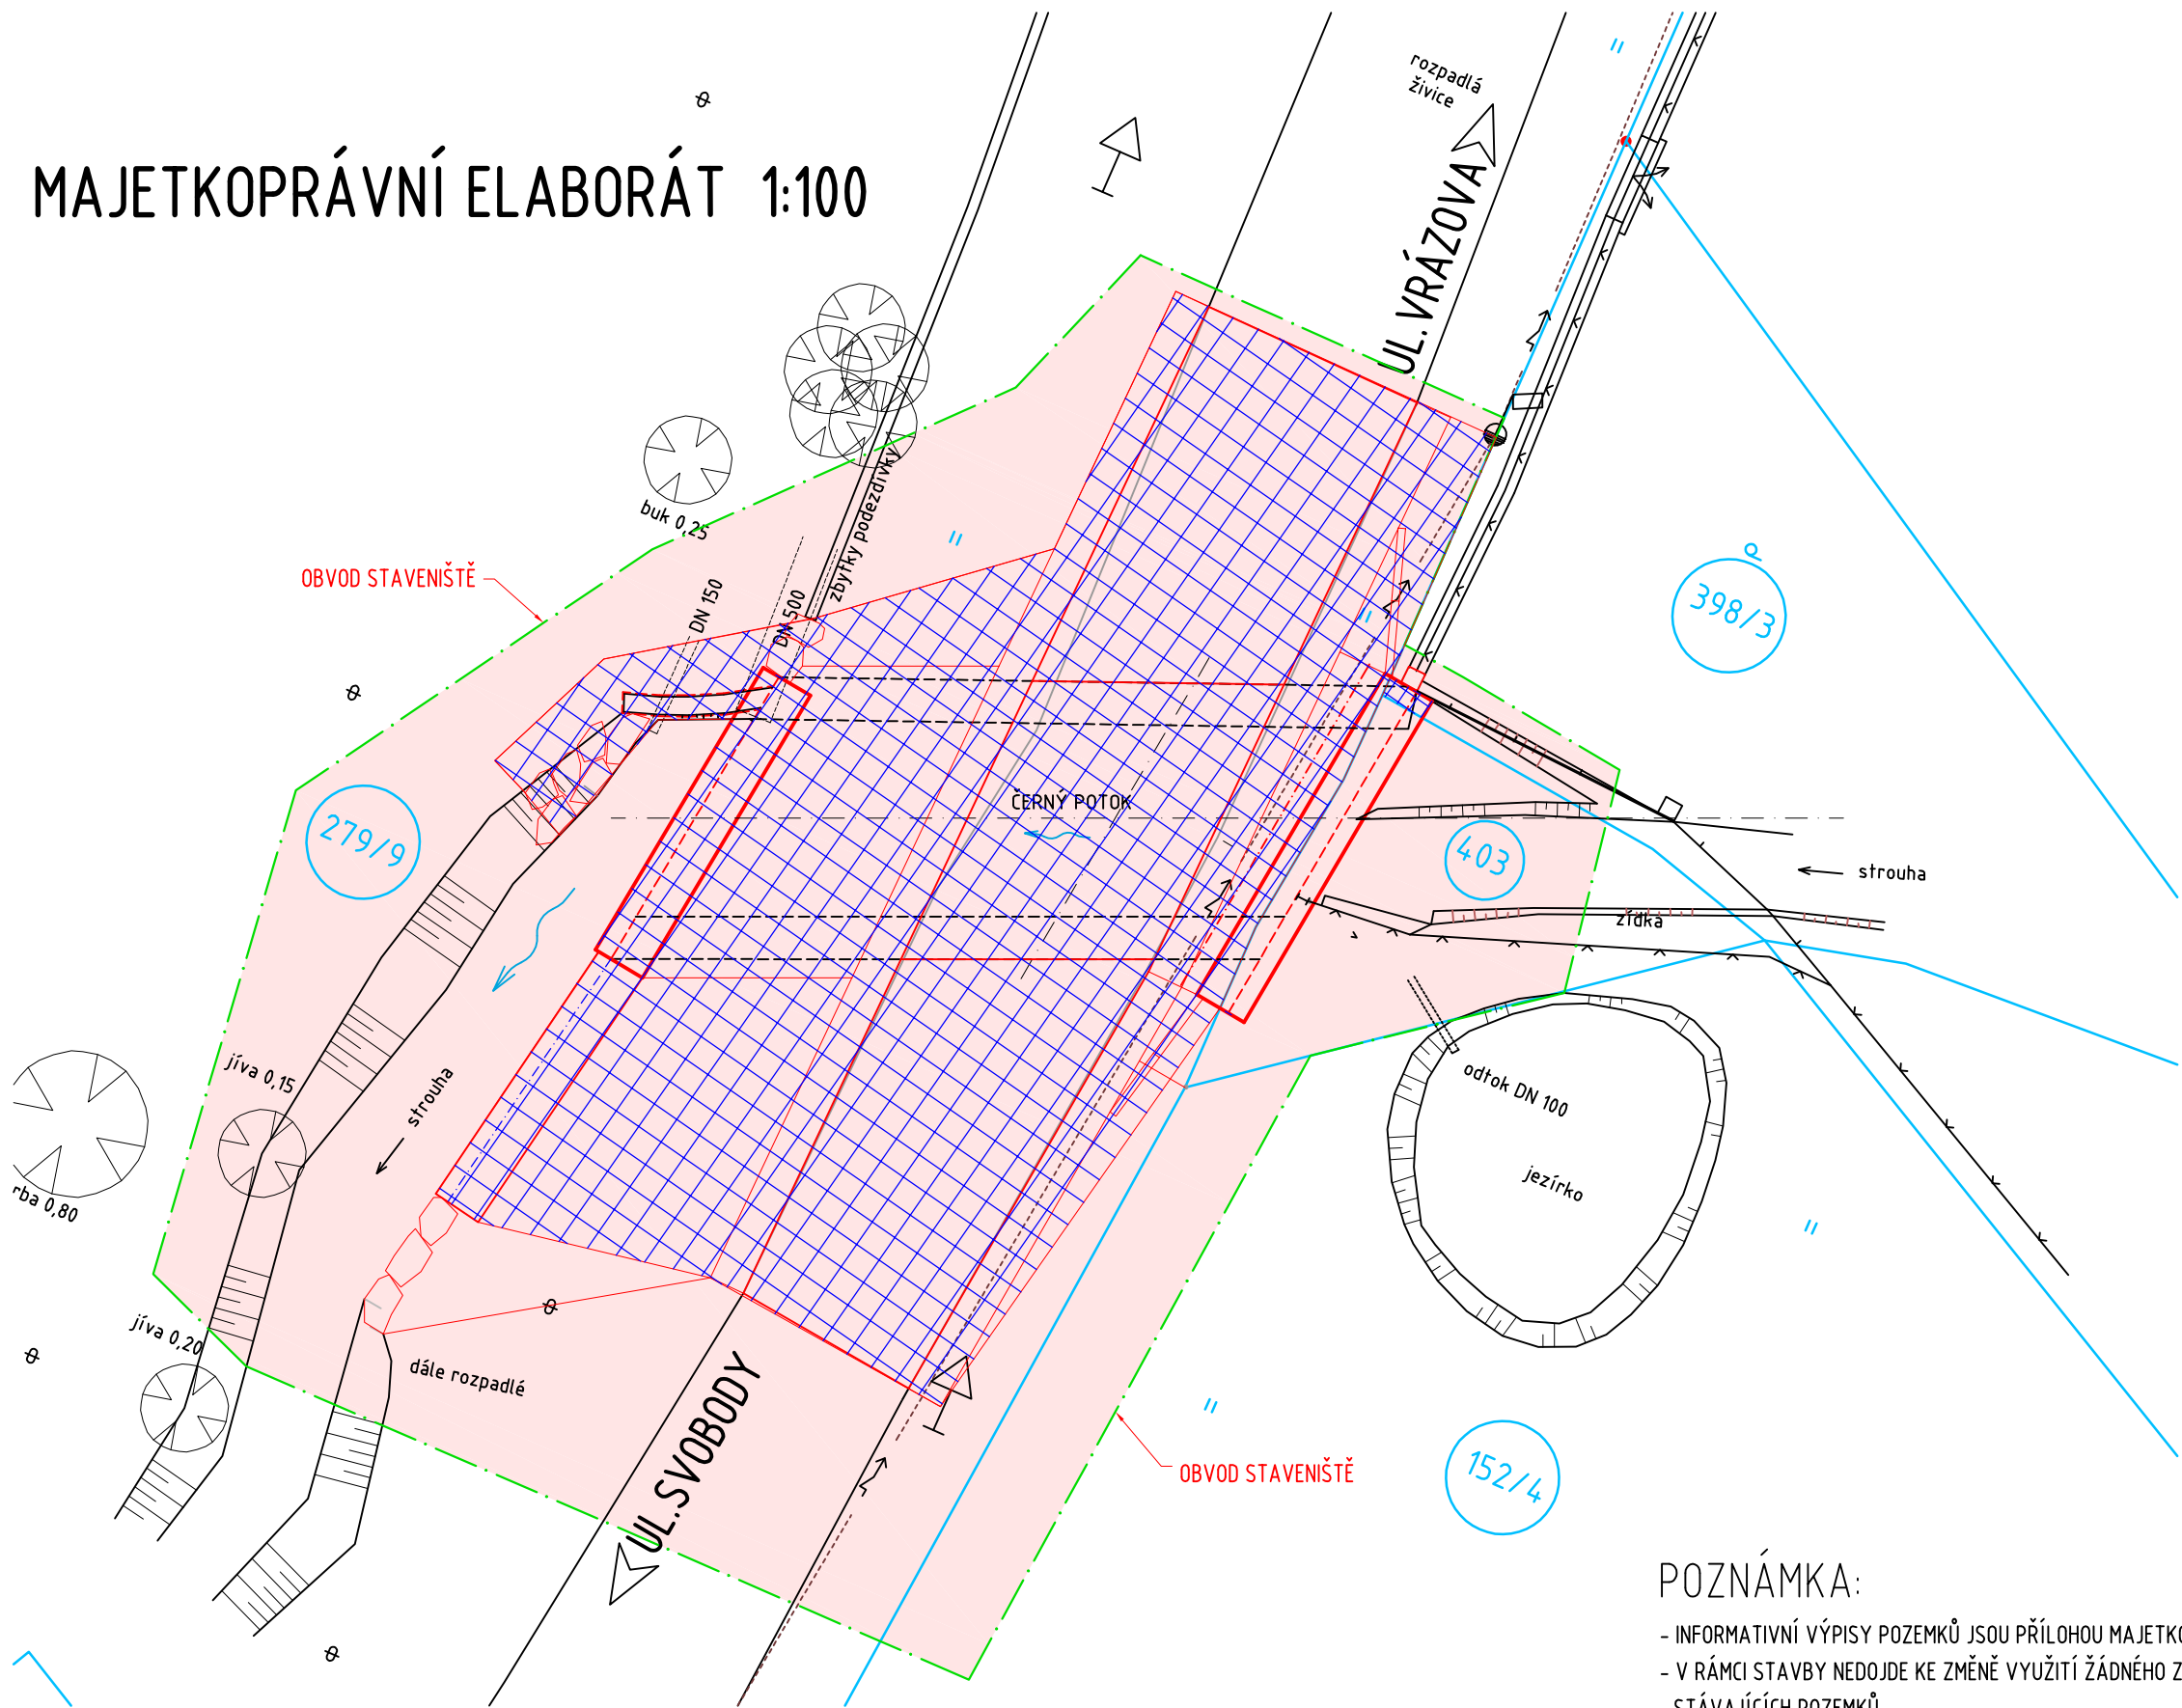 rozpadlá
živice
MAJETKOPRÁVNÍ ELABORÁT 1:100
UL.VRÁZOVA
buk 0,25
zbytky podezdívky
OBVOD STAVENIŠTĚ
DN 150
DN 500
398/3
ČERNÝ POTOK
279/9
403
strouha
zídka
jíva 0,15
strouha
odtok DN 100
jezírko
rba 0,80
jíva 0,20
dále rozpadlé
UL.SVOBODY
OBVOD STAVENIŠTĚ
152/4
POZNÁMKA:
- INFORMATIVNÍ VÝPISY POZEMKŮ JSOU PŘÍLOHOU
- V RÁMCI STAVBY NEDOJDE KE ZMĚNĚ VYUŽITÍ ŽÁDNÉHO
STÁVAJÍCÍCH POZEMKŮ